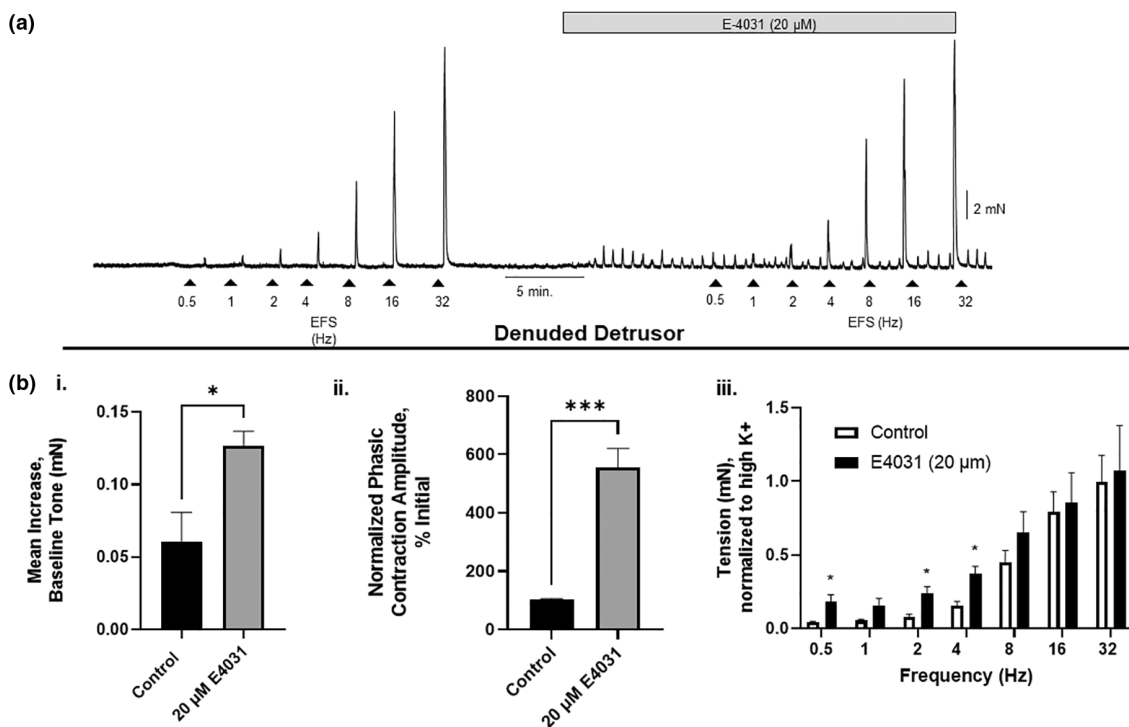 (a)
E-4031 (20 µM)
2 mN
5 min.
0.5 1 2 4 8 16 32
EFS
(Hz)
0.5 1 2 4 8 16 32
EFS (Hz)
Denuded Detrusor
(b) i.
Mean Increase,
Baseline Tone (mN)
0.15
0.10
0.05
0.00
*
Control
20 µM E4031
ii.
Normalized Phasic
Contraction Amplitude,
% Initial
800
600
400
200
0
***
Control
20 µM E4031
iii.
Tension (mN),
normalized to high K+
1.5
1.0
0.5
0.0
Control
E4031 (20 µm)
* * *
0.5 1 2 4 8 16 32
Frequency (Hz)